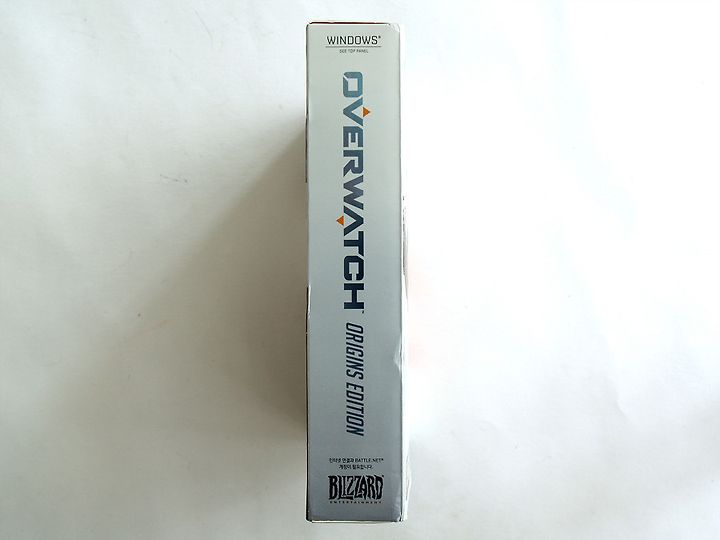 WINDOWS®
SEE TOP PANEL
OVERWATCH™
ORIGINS EDITION
인터넷 연결과 BATTLE.NET®
계정이 필요합니다.
BLIZZARD
ENTERTAINMENT